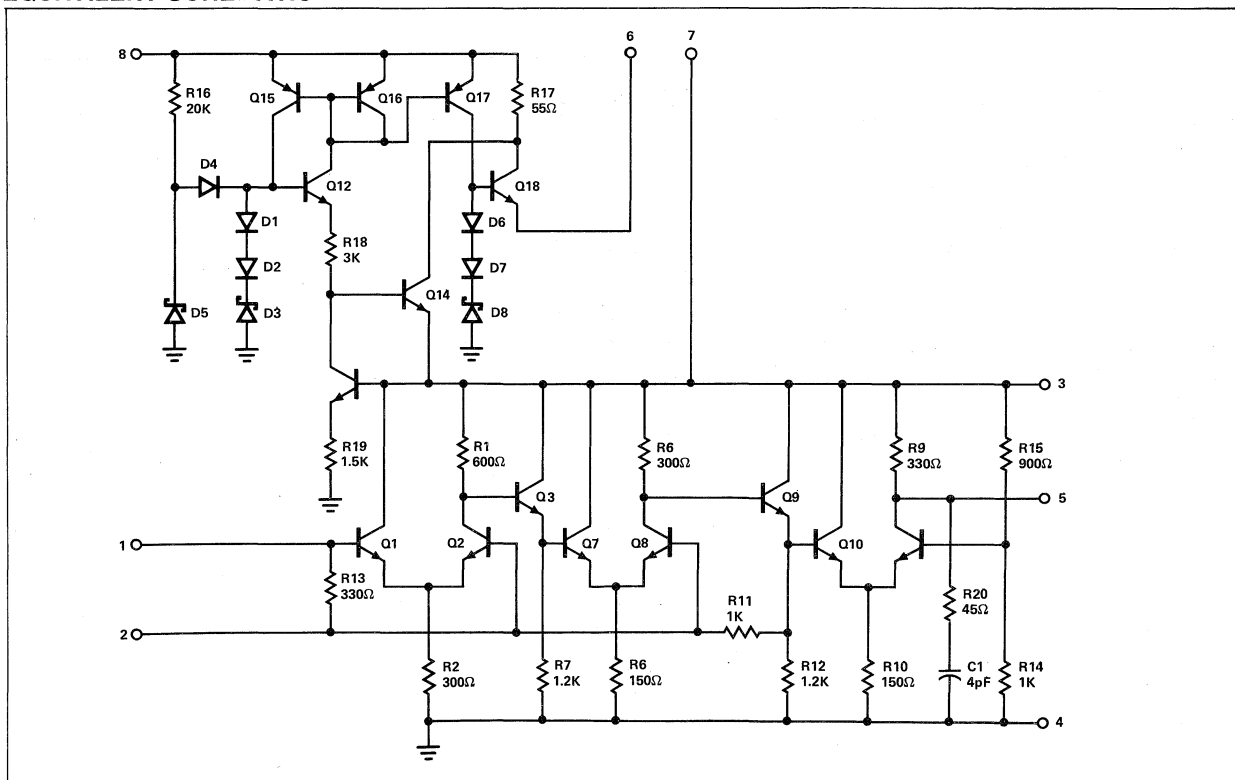 8
6
7
R16
20K
Q15
Q16
Q17
R17
55Ω
D4
Q12
Q18
D1
D6
R18
3K
D2
D7
Q14
D5
D3
D8
3
R19
1.5K
R1
600Ω
R6
300Ω
R9
330Ω
R15
900Ω
Q3
Q9
5
1
Q1
Q2
Q7
Q8
Q10
R13
330Ω
R11
1K
R20
45Ω
2
R2
300Ω
R7
1.2K
R6
150Ω
R12
1.2K
R10
150Ω
C1
4pF
R14
1K
4